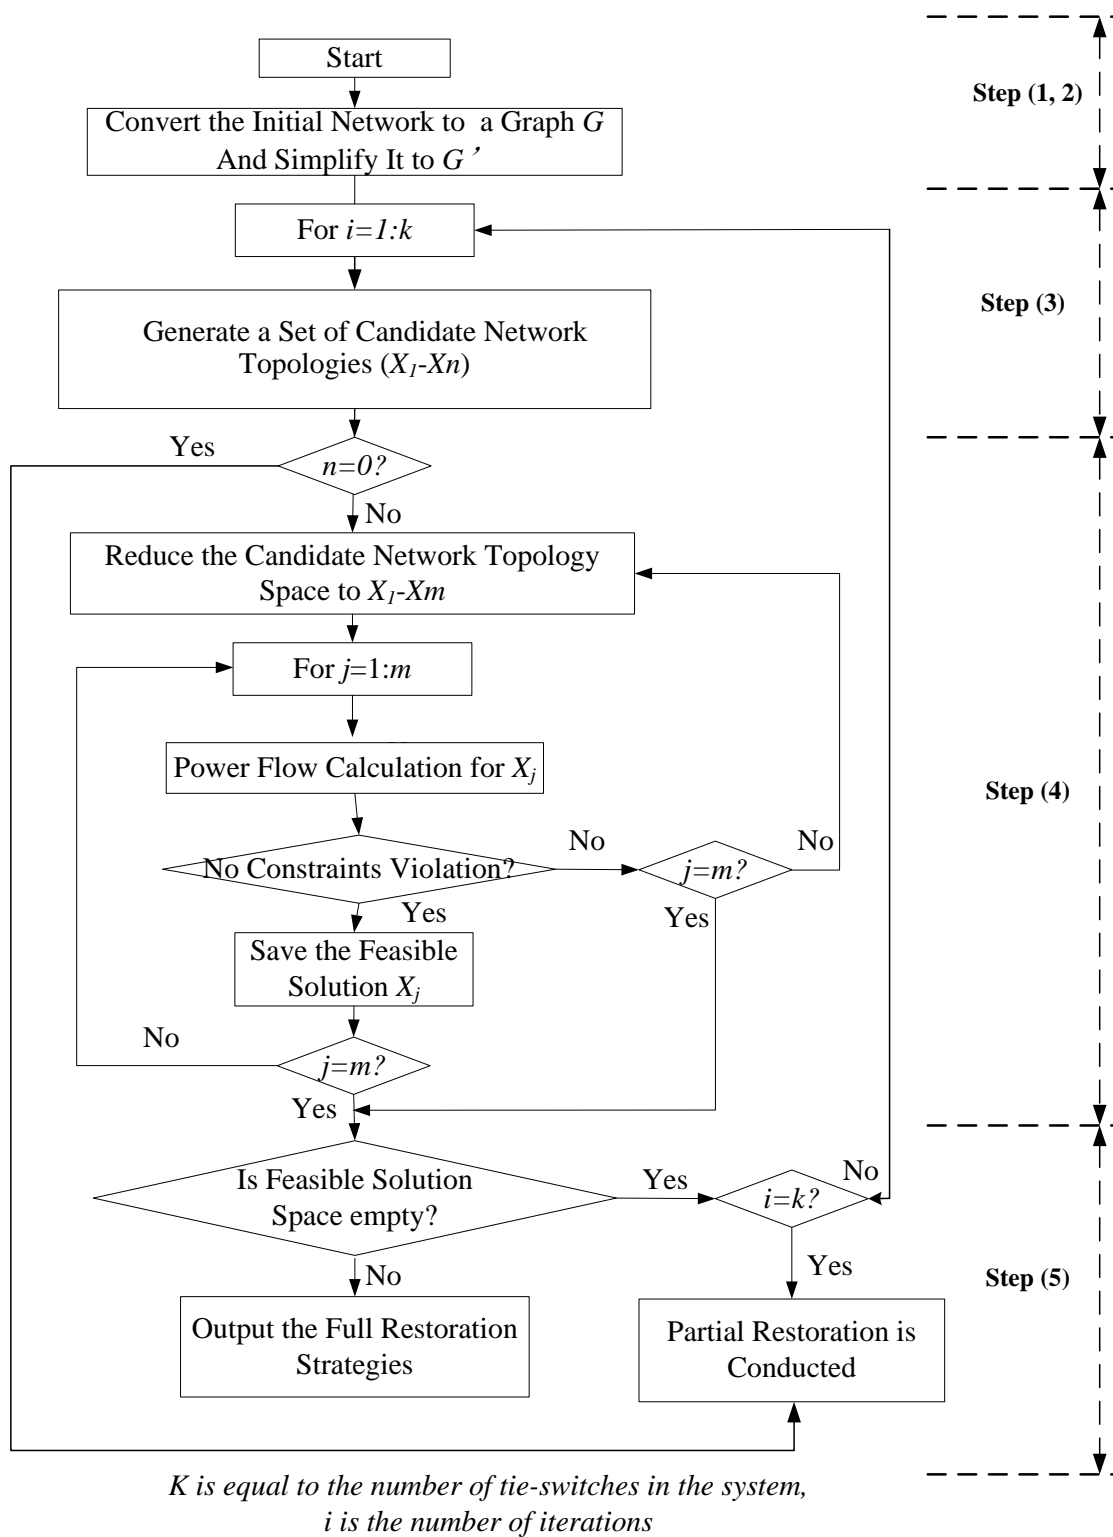 Start
Step (1, 2)
Convert the Initial Network to a Graph G
And Simplify It to G’
For i=1:k
Step (3)
Generate a Set of Candidate Network
Topologies (X1-Xn)
Yes
n=0?
No
Reduce the Candidate Network Topology
Space to X1-Xm
For j=1:m
Step (4)
Power Flow Calculation for Xj
No Constraints Violation?
No
j=m?
No
Yes
Yes
Save the Feasible
Solution Xj
No
j=m?
Yes
Is Feasible Solution
Space empty?
Yes
i=k?
No
Yes
No
Step (5)
Output the Full Restoration
Strategies
Partial Restoration is
Conducted
K is equal to the number of tie-switches in the system,
i is the number of iterations